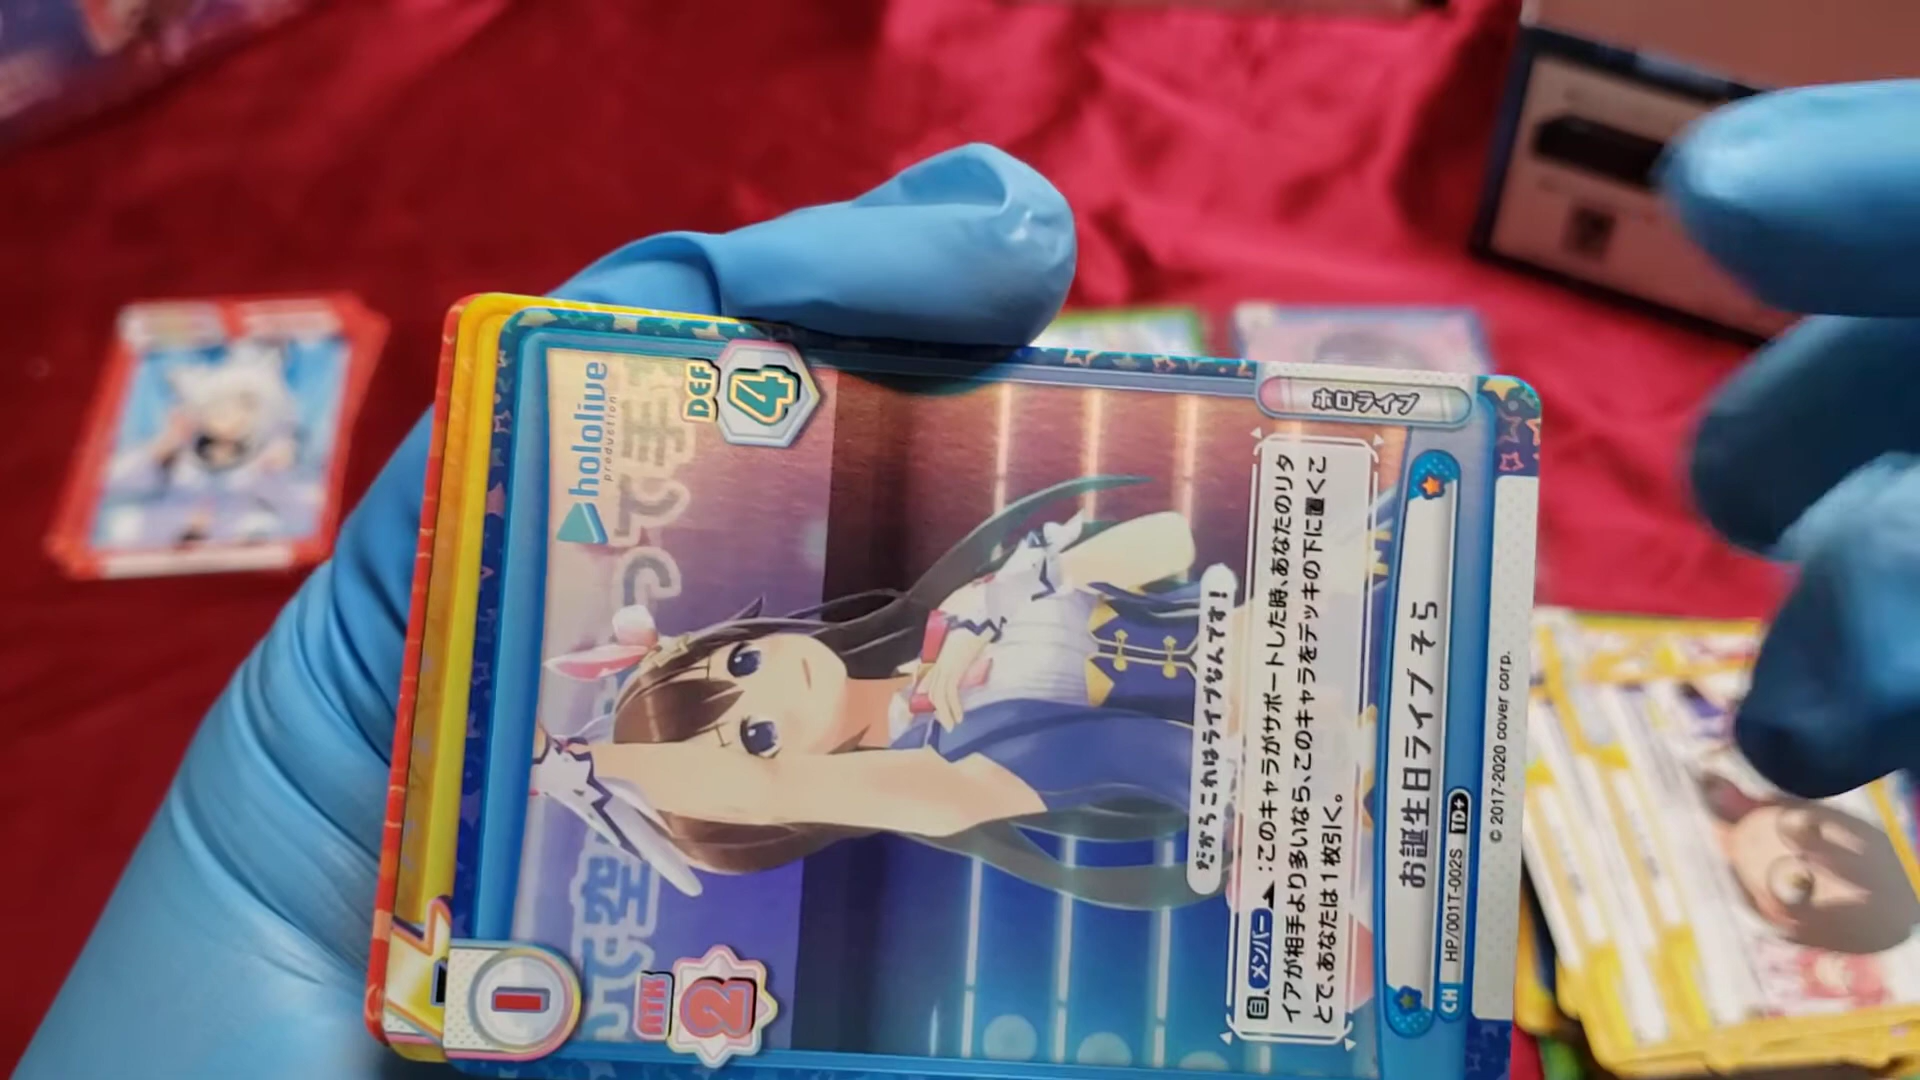 hololive
production
DEF
4
ATK
2
1
ホロライブ
だからこれはライブなんです!
自 メンバー ▲:このキャラがサポートした時、あなたのリタ
イアが相手より多いなら、このキャラをデッキの下に置くこ
とで、あなたは1枚引く。
お誕生日ライブ そら
CH HP/001T-002S TD+
© 2017-2020 cover corp.